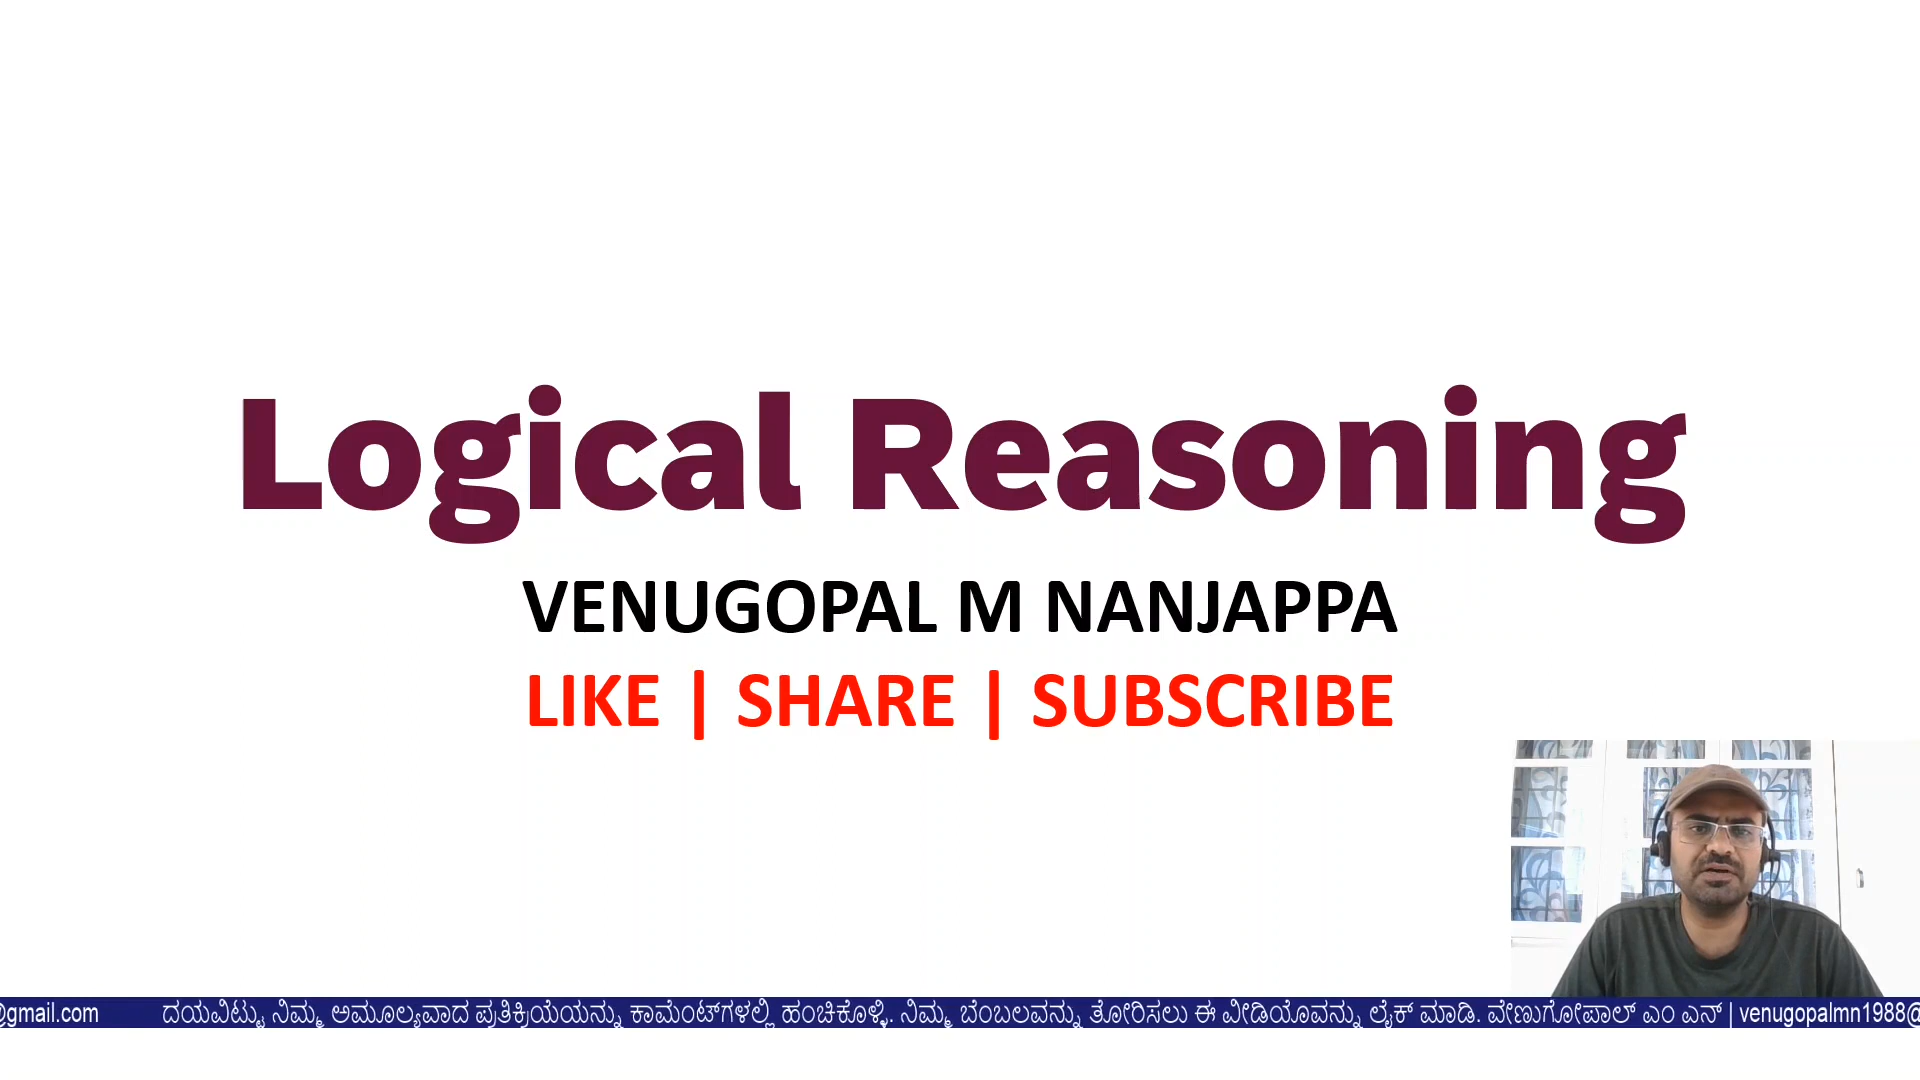 Logical Reasoning
VENUGOPAL M NANJAPPA
LIKE | SHARE | SUBSCRIBE
@gmail.com ದಯವಿಟ್ಟು ನಿಮ್ಮ ಅಮೂಲ್ಯವಾದ ಪ್ರತಿಕ್ರಿಯೆಯನ್ನು ಕಾಮೆಂಟ್‌ಗಳಲ್ಲಿ ಹಂಚಿಕೊಳ್ಳಿ. ನಿಮ್ಮ ಬೆಂಬಲವನ್ನು ತೋರಿಸಲು ಈ ವೀಡಿಯೊವನ್ನು ಲೈಕ್ ಮಾಡಿ. ವೇಣುಗೋಪಾಲ್ ಎಂ ಎನ್ | venugopalmn1988@